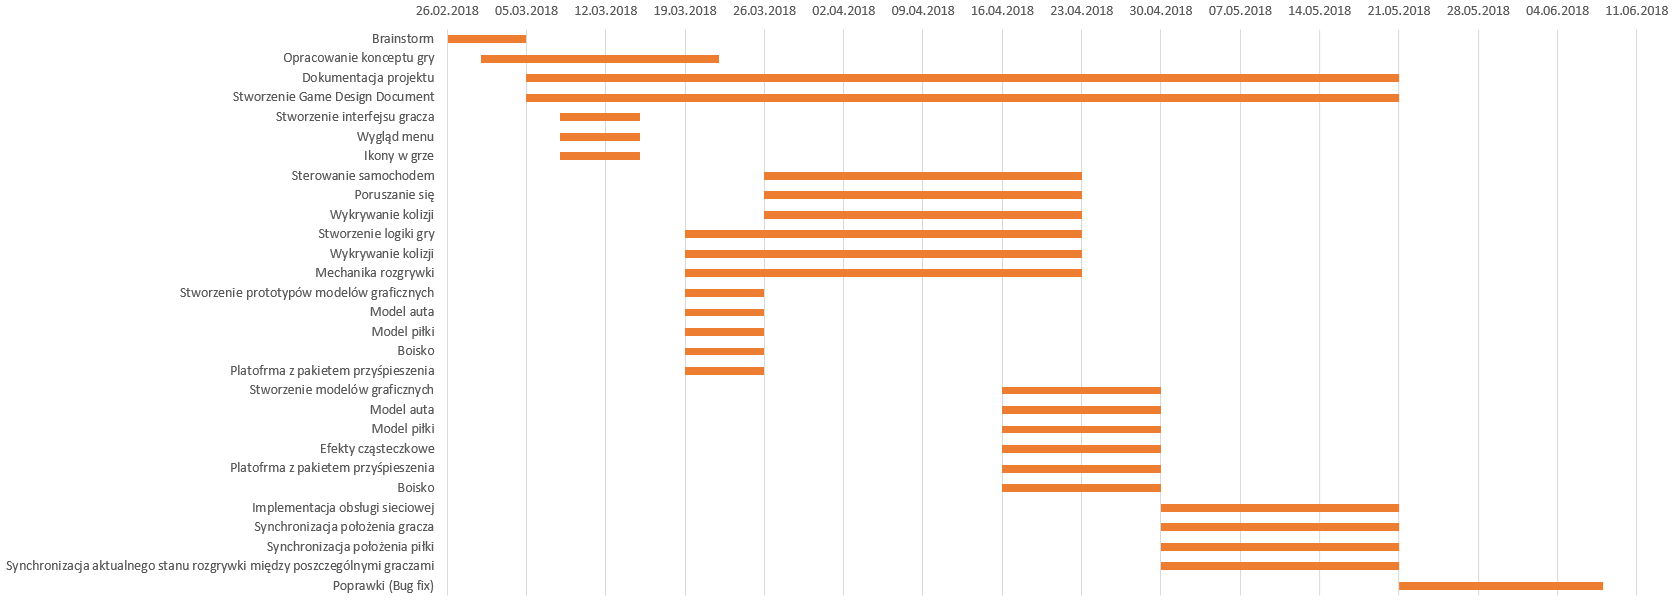 26.02.2018 05.03.2018 12.03.2018 19.03.2018 26.03.2018 02.04.2018 09.04.2018 16.04.2018 23.04.2018 30.04.2018 07.05.2018 14.05.2018 21.05.2018 28.05.2018 04.06.2018 11.06.2018
Brainstorm
Opracowanie konceptu gry
Dokumentacja projektu
Stworzenie Game Design Document
Stworzenie interfejsu gracza
Wygląd menu
Ikony w grze
Sterowanie samochodem
Poruszanie się
Wykrywanie kolizji
Stworzenie logiki gry
Wykrywanie kolizji
Mechanika rozgrywki
Stworzenie prototypów modelów graficznych
Model auta
Model piłki
Boisko
Platofrma z pakietem przyśpieszenia
Stworzenie modelów graficznych
Model auta
Model piłki
Efekty cząsteczkowe
Platofrma z pakietem przyśpieszenia
Boisko
Implementacja obsługi sieciowej
Synchronizacja położenia gracza
Synchronizacja położenia piłki
Synchronizacja aktualnego stanu rozgrywki między poszczególnymi graczami
Poprawki (Bug fix)